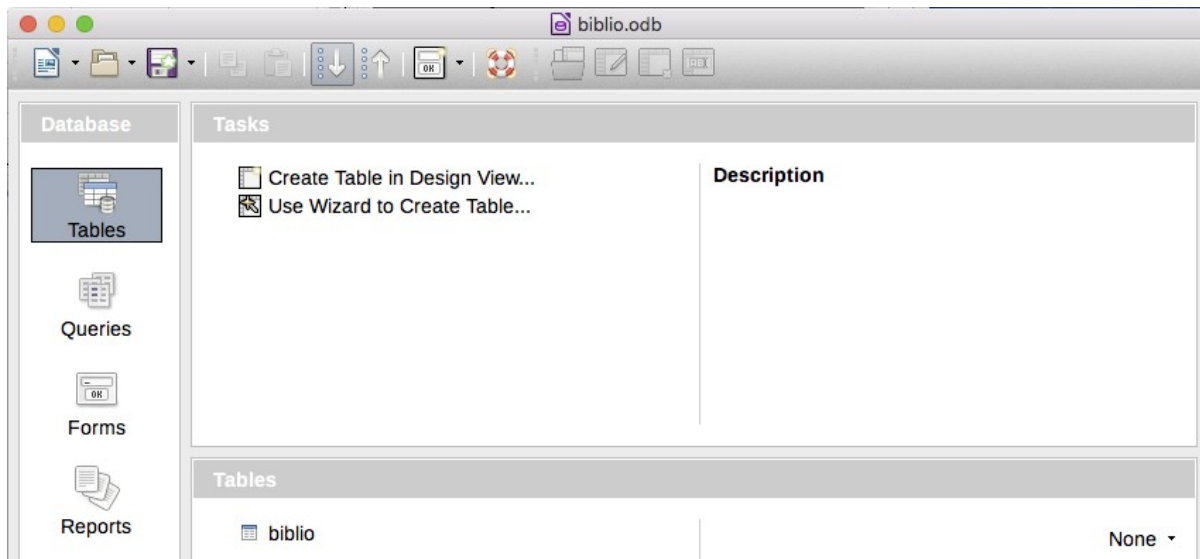 biblio.odb
Database
Tables
Queries
Forms
Reports
Tasks
Create Table in Design View...
Use Wizard to Create Table...
Description
Tables
biblio
None